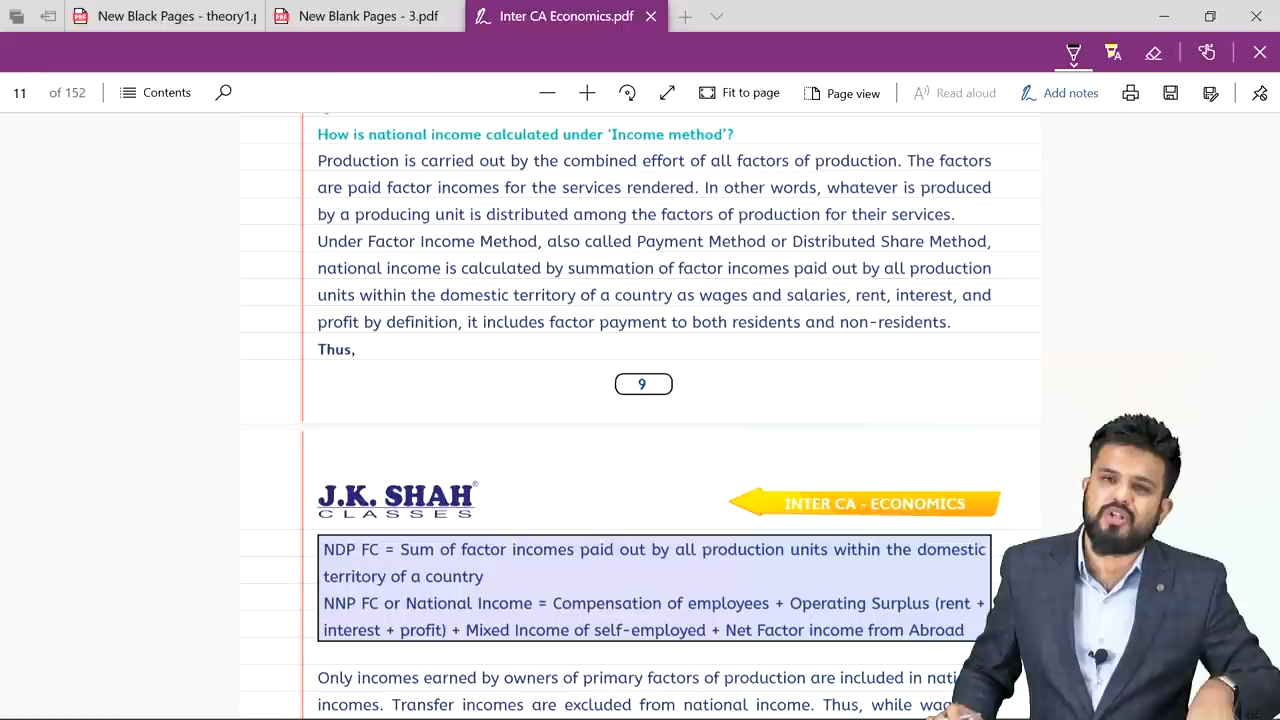 New Black Pages - theory1.p
New Blank Pages - 3.pdf
Inter CA Economics.pdf
11 of 152
Contents
Fit to page
Page view
Read aloud
Add notes
How is national income calculated under ‘Income method’?
Production is carried out by the combined effort of all factors of production. The factors
are paid factor incomes for the services rendered. In other words, whatever is produced
by a producing unit is distributed among the factors of production for their services.
Under Factor Income Method, also called Payment Method or Distributed Share Method,
national income is calculated by summation of factor incomes paid out by all production
units within the domestic territory of a country as wages and salaries, rent, interest, and
profit by definition, it includes factor payment to both residents and non-residents.
Thus,
9
J.K. SHAH
CLASSES
INTER CA - ECONOMICS
NDP FC = Sum of factor incomes paid out by all production units within the domestic
territory of a country
NNP FC or National Income = Compensation of employees + Operating Surplus (rent +
interest + profit) + Mixed Income of self-employed + Net Factor income from Abroad
Only incomes earned by owners of primary factors of production are included in
incomes. Transfer incomes are excluded from national income. Thus, while